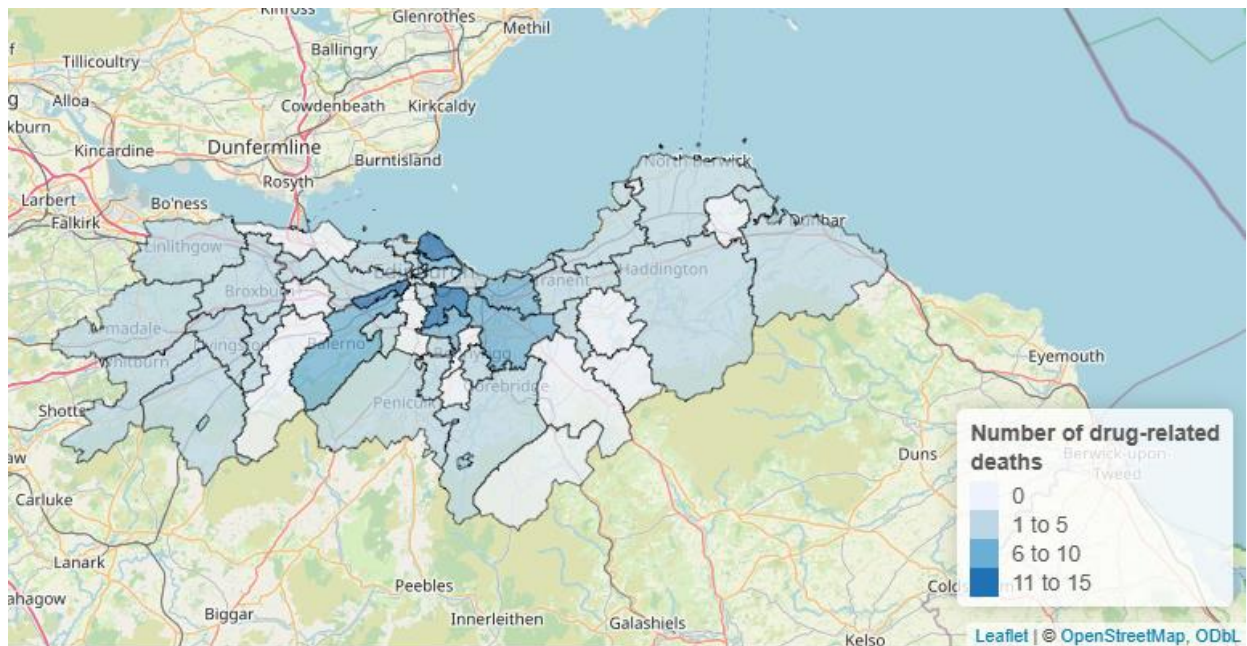 Kinross
Glenrothes
Methil
Ballingry
Tillicoultry
Alloa
Cowdenbeath
Kirkcaldy
Kincardine
Dunfermline
Burntisland
Rosyth
North Berwick
Larbert
Bo'ness
Falkirk
Dunbar
Linlithgow
Edinburgh
Haddington
Broxburn
Armadale
Livingston
Balerno
Whitburn
Eyemouth
Gorebridge
Penicuik
Shotts
Number of drug-related
deaths
Duns
Berwick-upon-
Tweed
0
1 to 5
6 to 10
11 to 15
Carluke
Lanark
Peebles
Biggar
Innerleithen
Galashiels
Kelso
Leaflet | © OpenStreetMap, ODbL